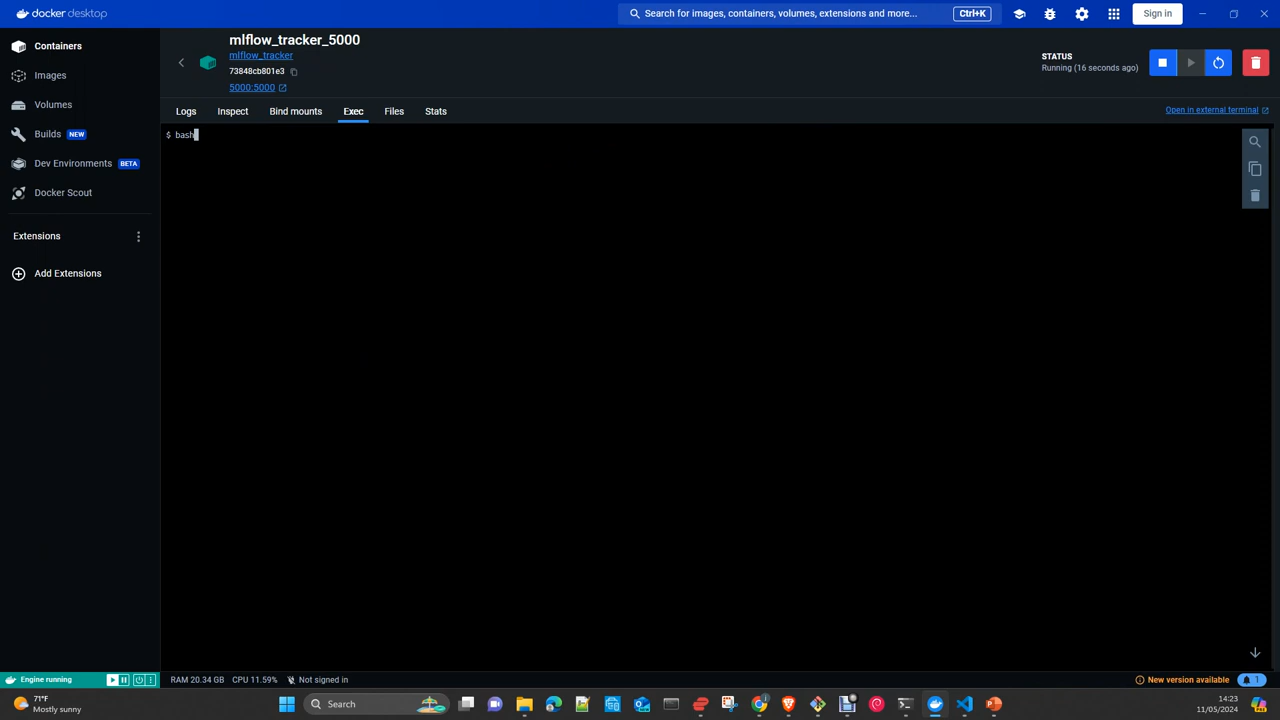 docker desktop
Search for images, containers, volumes, extensions and more...
Ctrl+K
Sign in
Containers
Images
Volumes
Builds NEW
Dev Environments BETA
Docker Scout
Extensions
Add Extensions
mlflow_tracker_5000
mlflow_tracker
73848cb801e3
5000:5000
STATUS
Running (16 seconds ago)
Logs
Inspect
Bind mounts
Exec
Files
Stats
Open in external terminal
$ bash
Engine running
RAM 20.34 GB CPU 11.59%
Not signed in
New version available
1
71°F
Mostly sunny
Search
14:23
11/05/2024